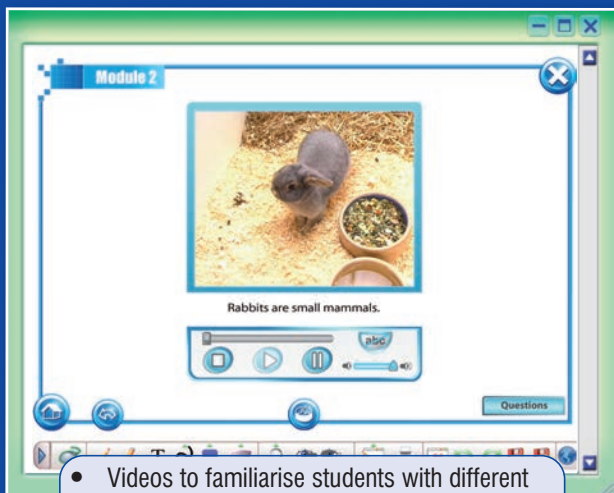 Module 2
Rabbits are small mammals.
abc
Questions
T
• Videos to familiarise students with different